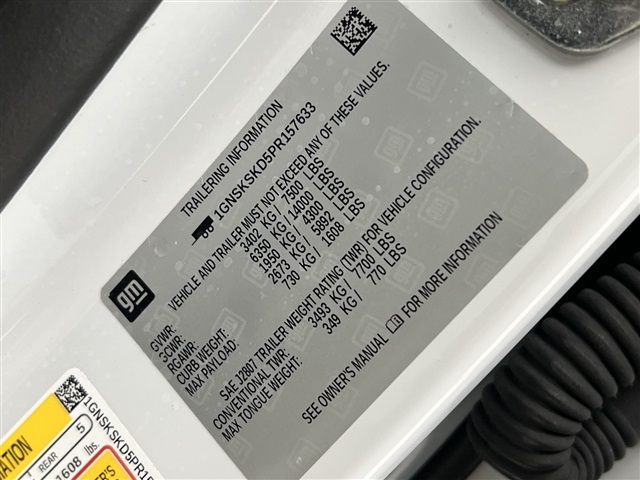 TRAILERING INFORMATION
1GNSKSKD5PR157633
gm
VEHICLE AND TRAILER MUST NOT EXCEED ANY OF THESE VALUES.
GVWR: 3402 KG / 7500 LBS
GCWR: 6350 KG / 14000 LBS
RGAWR: 1950 KG / 4300 LBS
CURB WEIGHT: 2673 KG / 5892 LBS
MAX PAYLOAD: 730 KG / 1608 LBS
SAE J2807 TRAILER WEIGHT RATING (TWR) FOR VEHICLE CONFIGURATION.
CONVENTIONAL TWR: 3493 KG / 7700 LBS
MAX TONGUE WEIGHT: 349 KG / 770 LBS
SEE OWNER'S MANUAL FOR MORE INFORMATION
1GNSKSKD5PR15
REAR 5
1608 lbs.